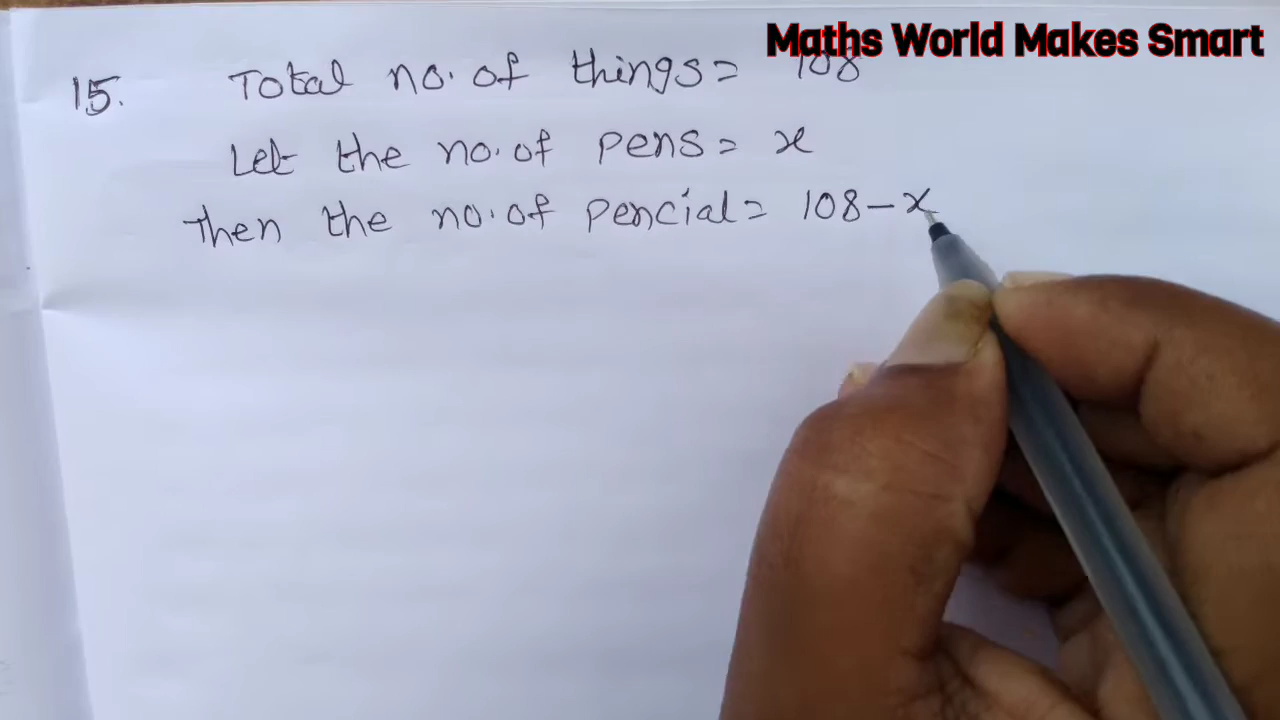 Maths World Makes Smart
15. Total no. of things = 108
Let the no. of pens = x
Then the no. of pencial = 108 - x